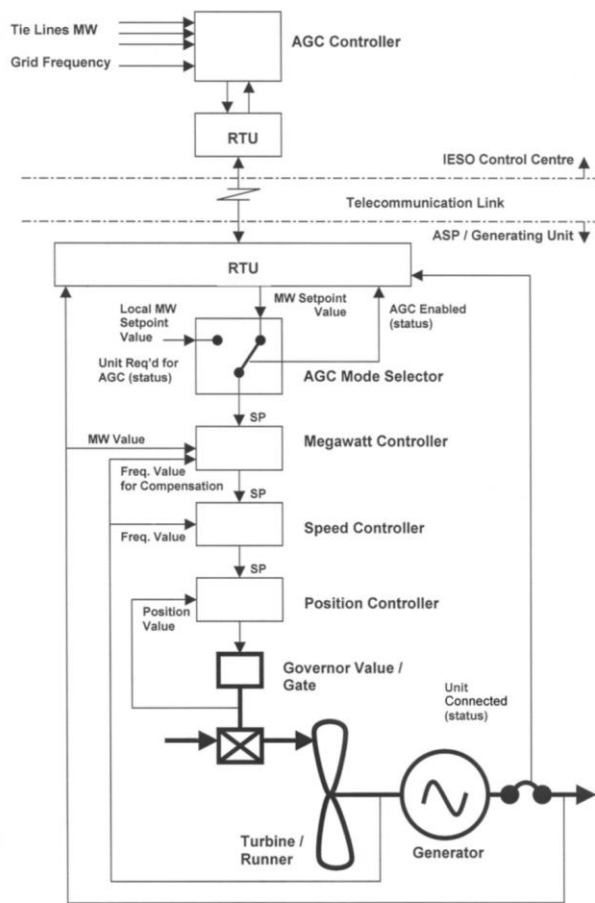 Tie Lines MW
AGC Controller
Grid Frequency
RTU
IESO Control Centre
Telecommunication Link
ASP / Generating Unit
RTU
MW Setpoint
Value
Local MW
Setpoint
Value
AGC Enabled
(status)
Unit Req'd for
AGC (status)
AGC Mode Selector
SP
MW Value
Megawatt Controller
Freq. Value
for Compensation
SP
Speed Controller
Freq. Value
SP
Position Controller
Position
Value
Governor Value /
Gate
Unit
Connected
(status)
Turbine /
Runner
Generator